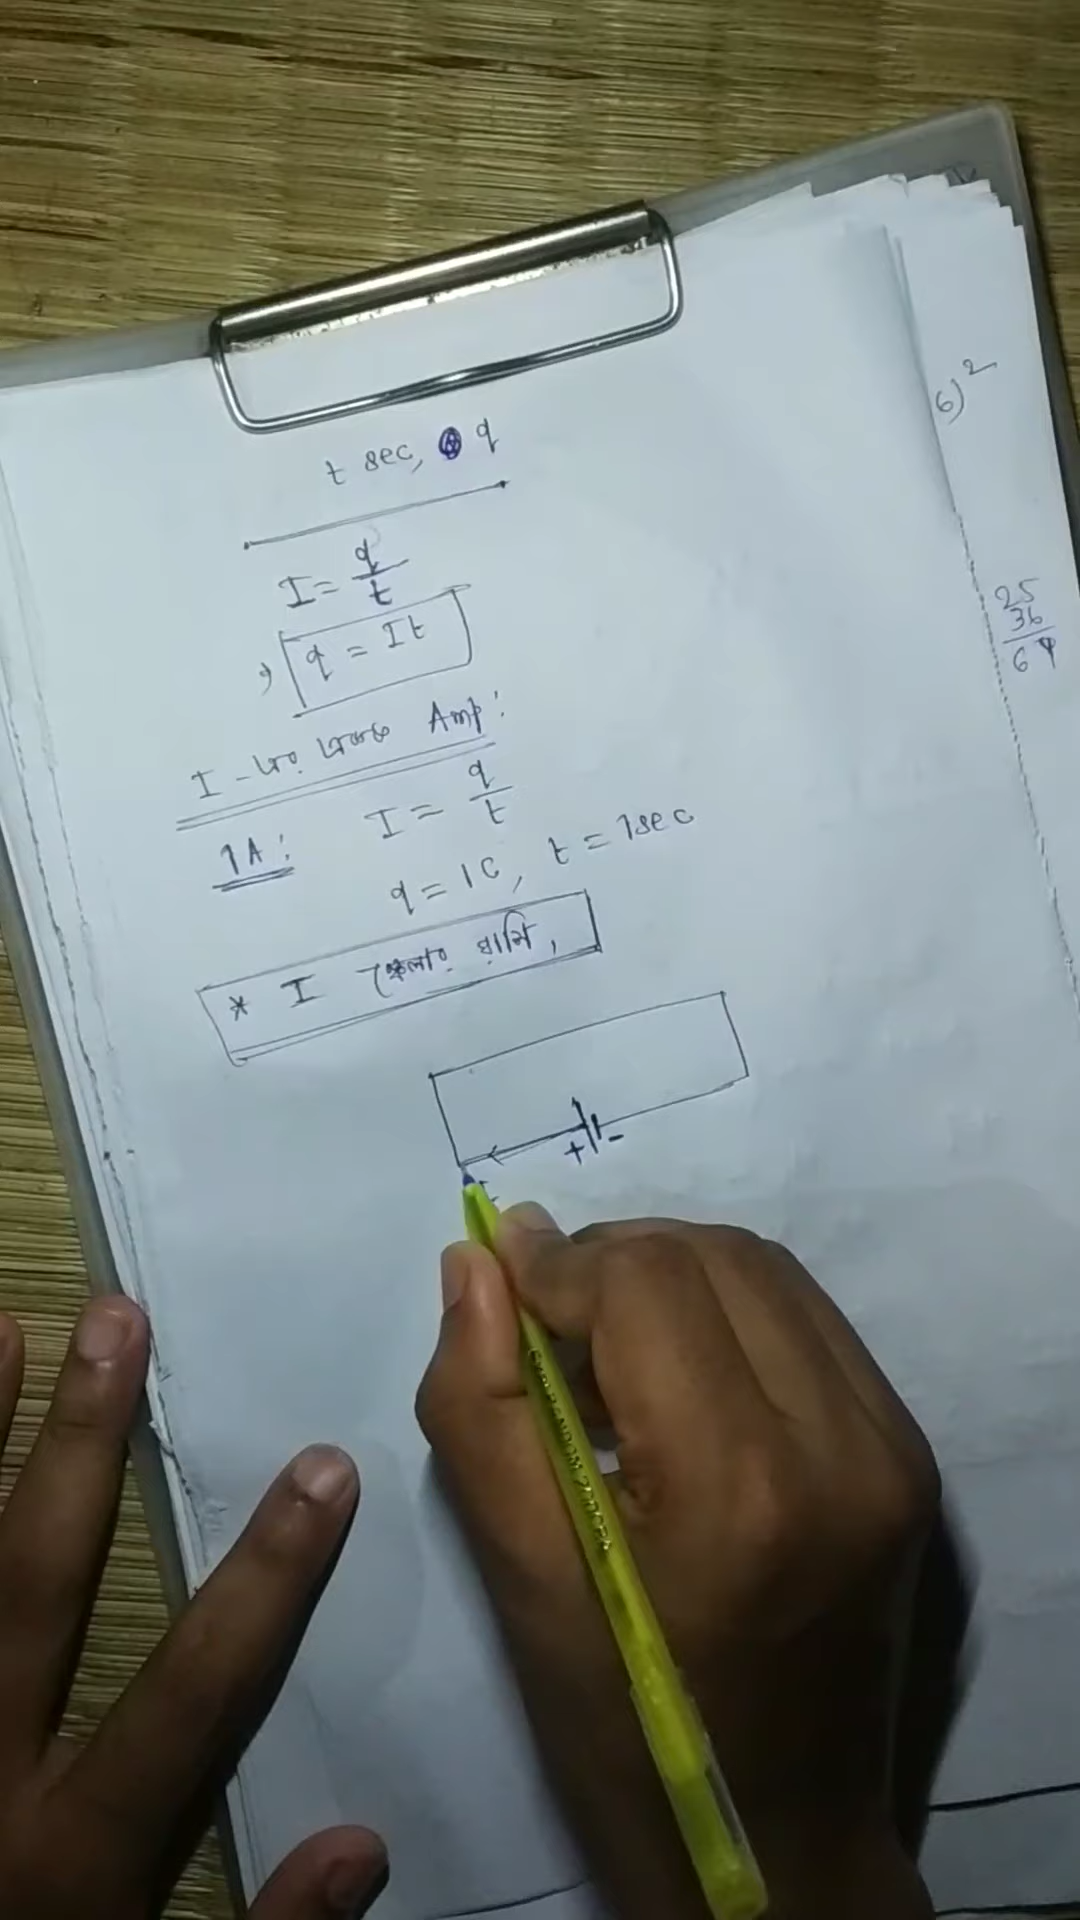 t sec, q
I = q/t
, q = It
I -এর একক Amp:
1A: I = q/t
q = 1C, t = 1sec
* I স্কেলার রাশি,
+ -
I
6)²
25
36